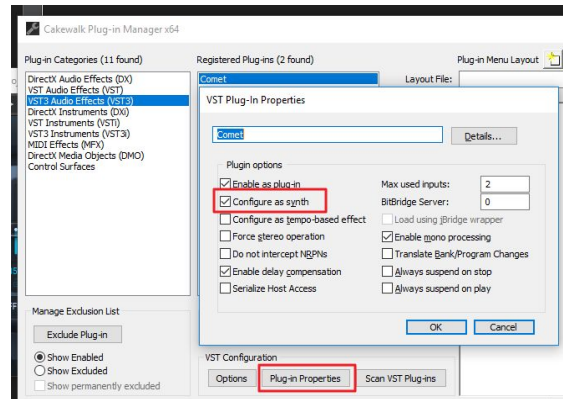 Cakewalk Plug-in Manager x64
Plug-in Categories (11 found)
DirectX Audio Effects (DX)
VST Audio Effects (VST)
VST3 Audio Effects (VST3)
DirectX Instruments (DXi)
VST Instruments (VSTi)
VST3 Instruments (VST3i)
MIDI Effects (MFX)
DirectX Media Objects (DMO)
Control Surfaces
Registered Plug-ins (2 found)
Comet
Plug-in Menu Layout
Layout File:
VST Plug-In Properties
Comet
Details...
Plugin options
Enable as plug-in
Configure as synth
Configure as tempo-based effect
Force stereo operation
Do not intercept NRPNs
Enable delay compensation
Serialize Host Access
Max used inputs: 2
BitBridge Server: 0
Load using jBridge wrapper
Enable mono processing
Translate Bank/Program Changes
Always suspend on stop
Always suspend on play
OK Cancel
Manage Exclusion List
Exclude Plug-in
Show Enabled
Show Excluded
Show permanently excluded
VST Configuration
Options Plug-in Properties Scan VST Plug-ins